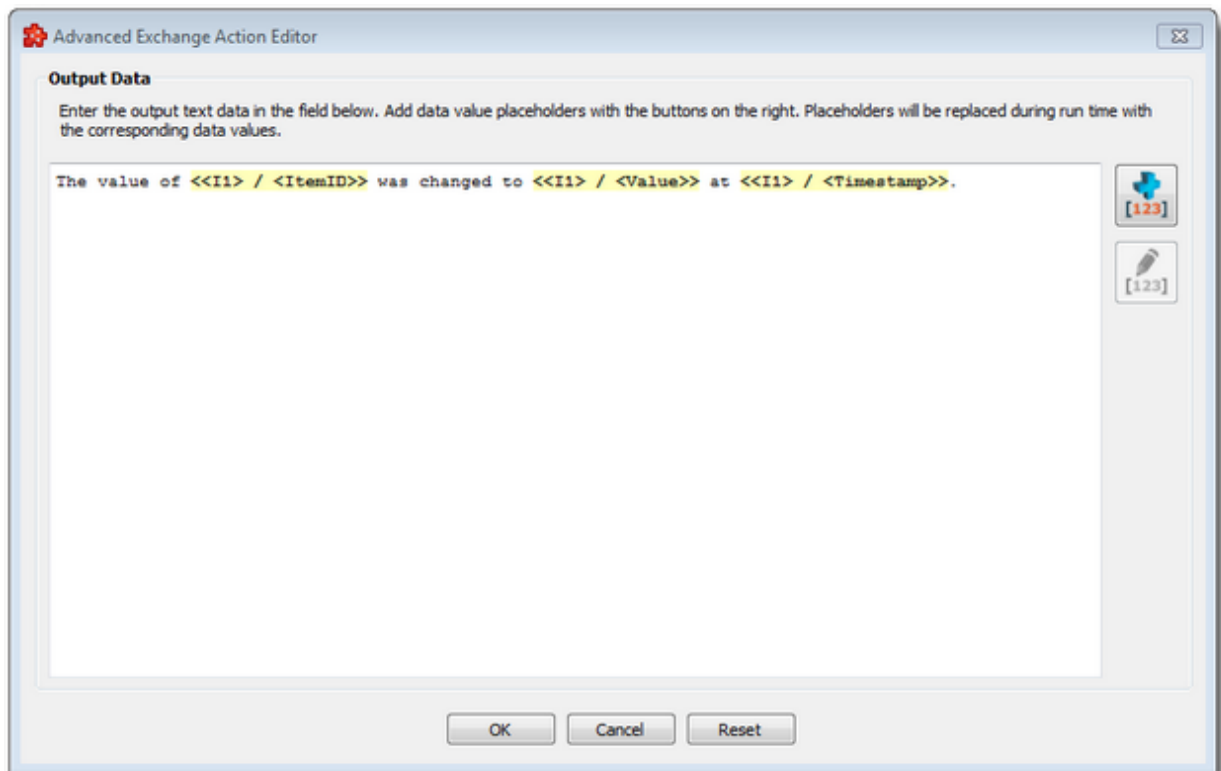 Advanced Exchange Action Editor
Output Data
Enter the output text data in the field below. Add data value placeholders with the buttons on the right. Placeholders will be replaced during run time with
the corresponding data values.
The value of <<I1> / <ItemID>> was changed to <<I1> / <Value>> at <<I1> / <Timestamp>>.
[123]
[123]
OK Cancel Reset